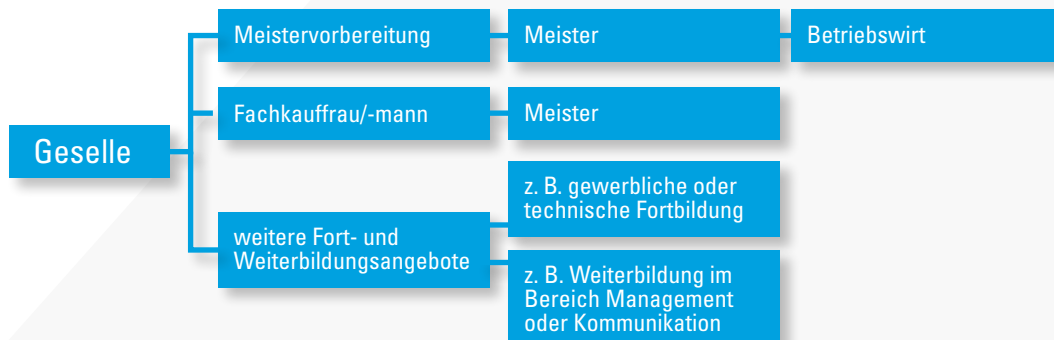 Meistervorbereitung
Meister
Betriebswirt
Fachkauffrau/-mann
Meister
Geselle
z. B. gewerbliche oder
technische Fortbildung
weitere Fort- und
Weiterbildungsangebote
z. B. Weiterbildung im
Bereich Management
oder Kommunikation